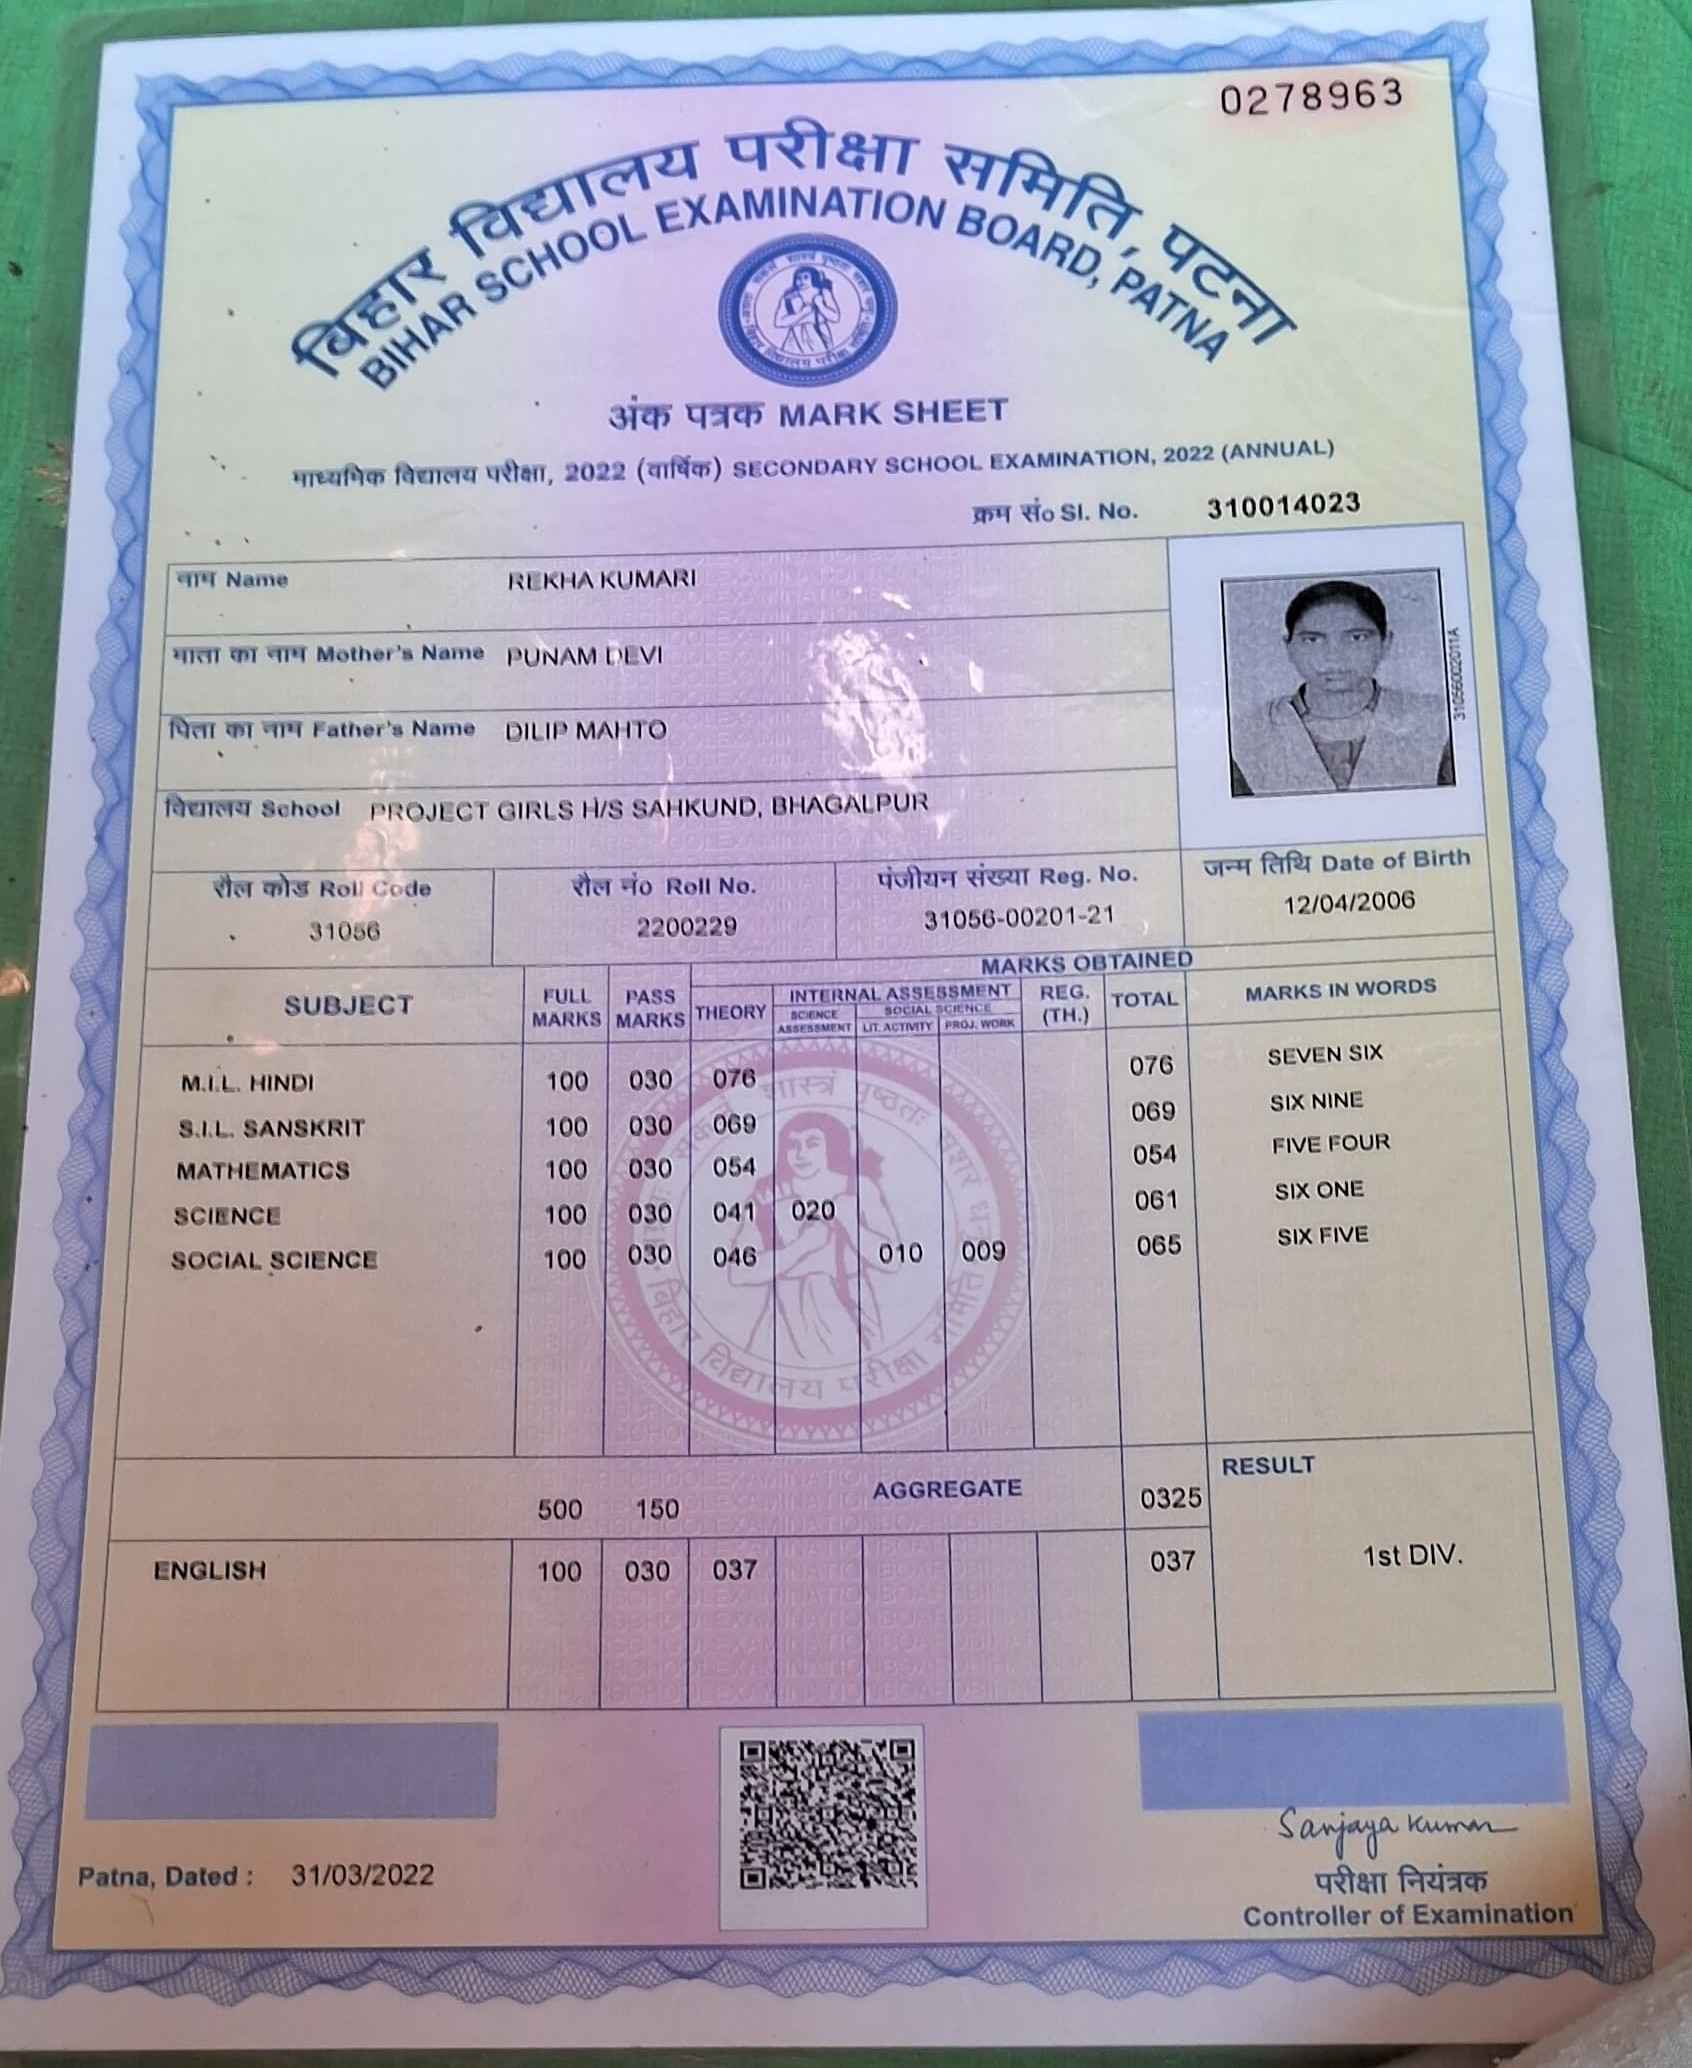 0278963
बिहार विद्यालय परीक्षा समिति, पटना
BIHAR SCHOOL EXAMINATION BOARD, PATNA
अंक पत्रक MARK SHEET
माध्यमिक विद्यालय परीक्षा, 2022 (वार्षिक) SECONDARY SCHOOL EXAMINATION, 2022 (ANNUAL)
क्रम सं० Sl. No. 310014023
नाम Name REKHA KUMARI
माता का नाम Mother's Name PUNAM DEVI
पिता का नाम Father's Name DILIP MAHTO
31056002011A
विद्यालय School PROJECT GIRLS H/S SAHKUND, BHAGALPUR
रौल कोड Roll Code रौल नं० Roll No. पंजीयन संख्या Reg. No. जन्म तिथि Date of Birth
31056 2200229 31056-00201-21 12/04/2006
MARKS OBTAINED
SUBJECT FULL MARKS PASS MARKS THEORY INTERNAL ASSESSMENT REG. (TH.) TOTAL MARKS IN WORDS
SCIENCE ASSESSMENT SOCIAL SCIENCE
LIT. ACTIVITY PROJ. WORK
M.I.L. HINDI 100 030 076 076 SEVEN SIX
S.I.L. SANSKRIT 100 030 069 069 SIX NINE
MATHEMATICS 100 030 054 054 FIVE FOUR
SCIENCE 100 030 041 020 061 SIX ONE
SOCIAL SCIENCE 100 030 046 010 009 065 SIX FIVE
बिहार विद्यालय परीक्षा समिति
500 150 AGGREGATE 0325 RESULT
ENGLISH 100 030 037 037 1st DIV.
Sanjaya Kumar
Patna, Dated : 31/03/2022
परीक्षा नियंत्रक
Controller of Examination